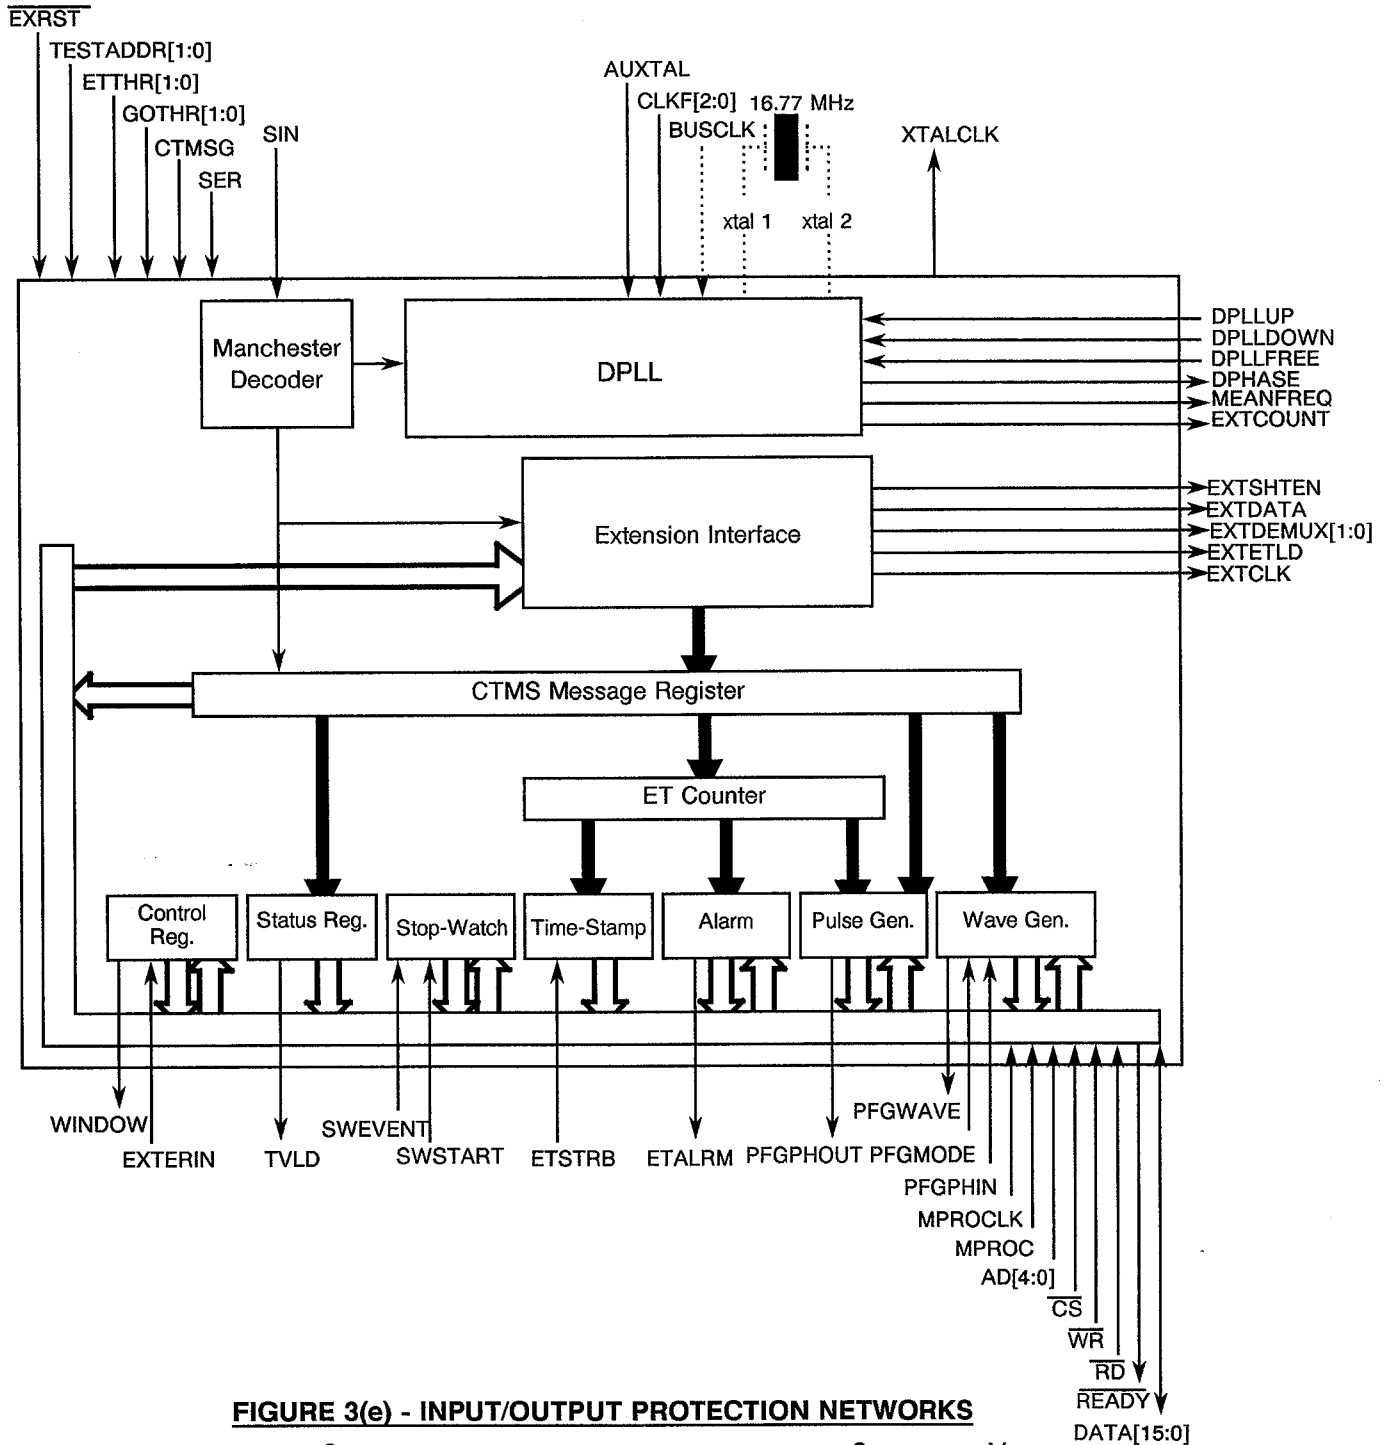 EXRST
TESTADDR[1:0]
ETTHR[1:0]
GOTHR[1:0]
CTMSG
SER
SIN
AUXTAL
CLKF[2:0]
16.77 MHz
BUSCLK
xtal 1
xtal 2
XTALCLK
Manchester
Decoder
DPLL
DPLLUP
DPLLDOWN
DPLLFREE
DPHASE
MEANFREQ
EXTCOUNT
Extension Interface
EXTSHTEN
EXTDATA
EXTDEMUX[1:0]
EXTETLD
EXTCLK
CTMS Message Register
ET Counter
Control
Reg.
Status Reg.
Stop-Watch
Time-Stamp
Alarm
Pulse Gen.
Wave Gen.
WINDOW
EXTERIN
TVLD
SWEVENT
SWSTART
ETSTRB
ETALRM
PFGPHOUT
PFGWAVE
PFGMODE
PFGPHIN
MPROCLK
MPROC
AD[4:0]
CS
WR
RD
READY
DATA[15:0]
FIGURE 3(e) - INPUT/OUTPUT PROTECTION NETWORKS